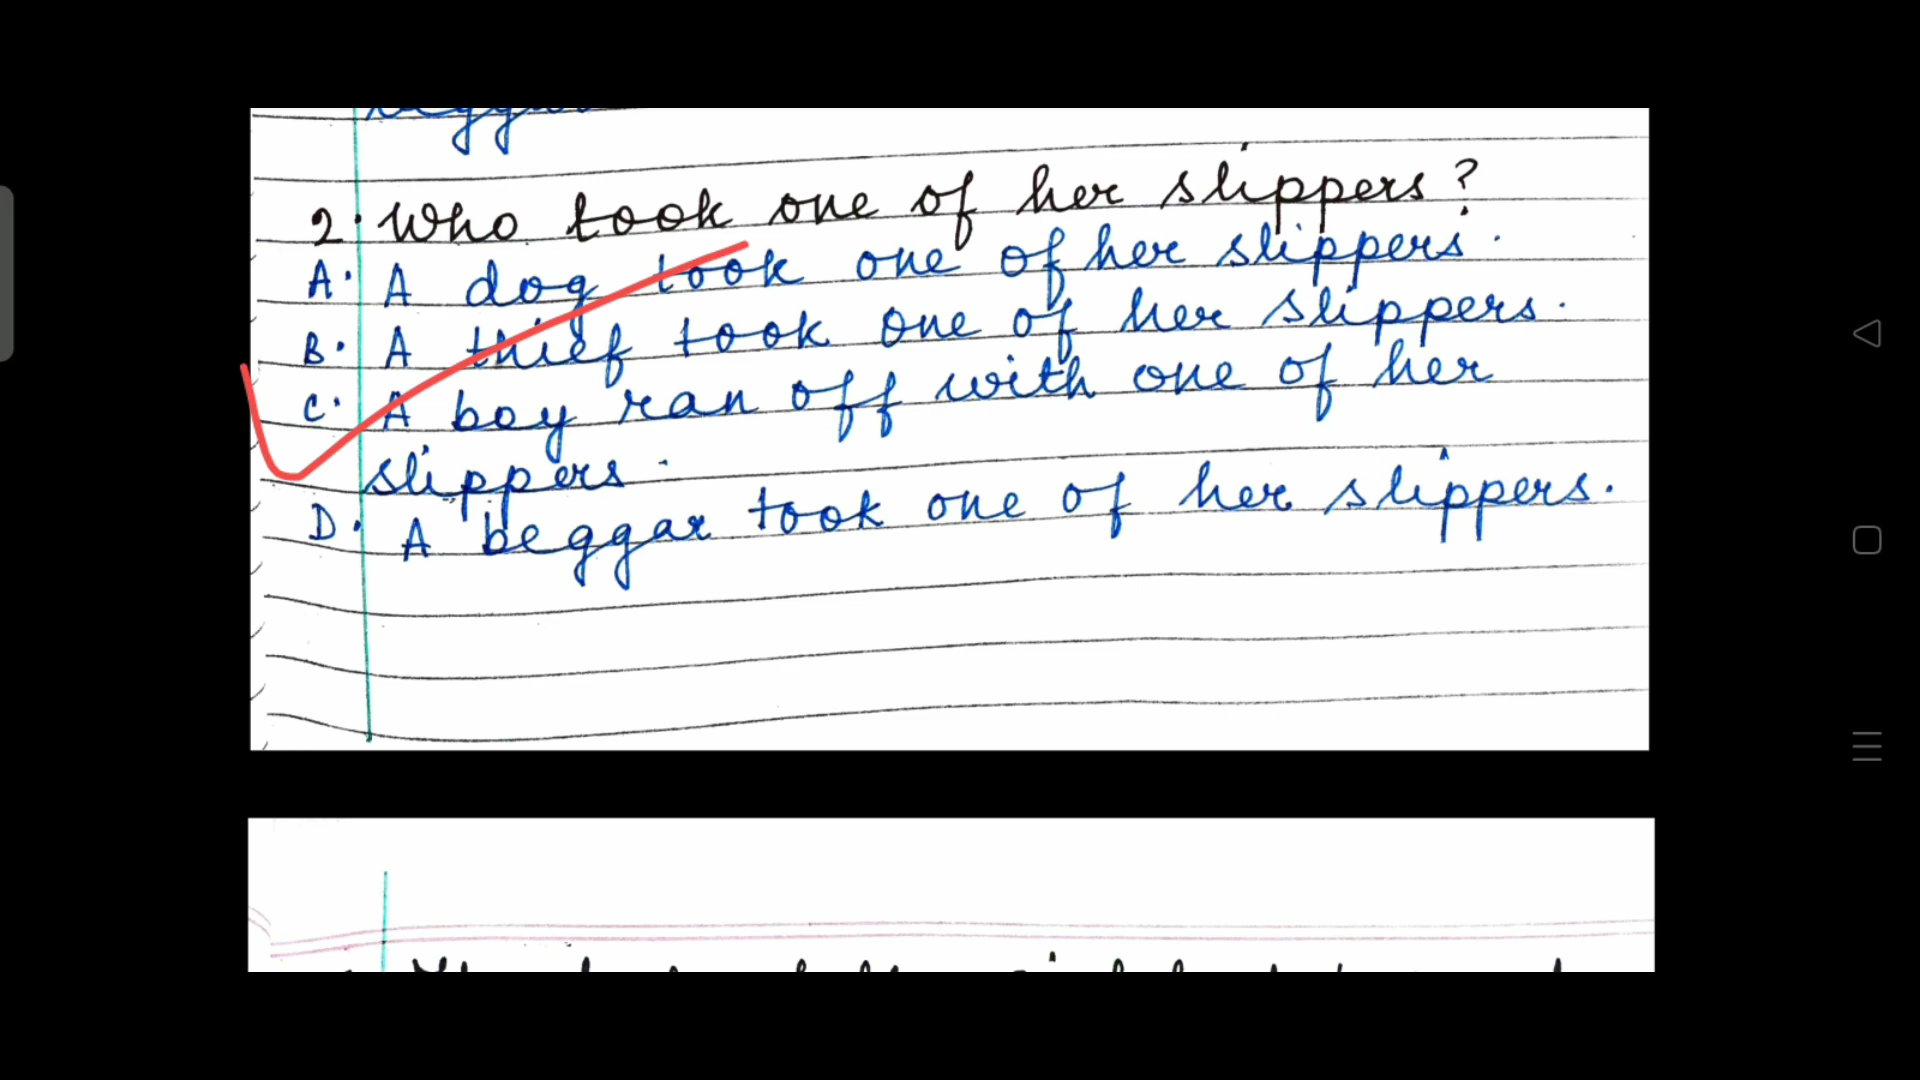 2. Who took one of her slippers?
A. A dog took one of her slippers.
B. A thief took one of her slippers.
C. A boy ran off with one of her
slippers.
D. A beggar took one of her slippers.